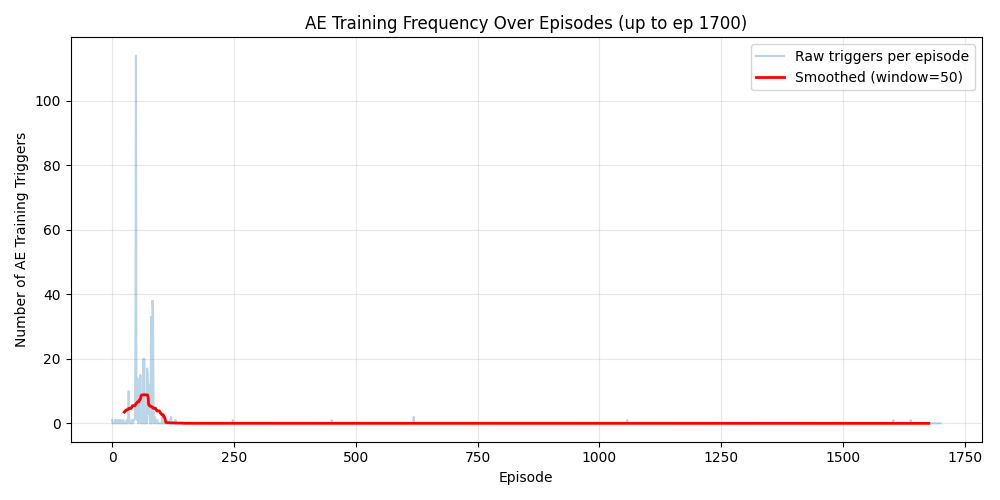 AE Training Frequency Over Episodes (up to ep 1700)
Raw triggers per episode
Smoothed (window=50)
Number of AE Training Triggers
100
80
60
40
20
0
0 250 500 750 1000 1250 1500 1750
Episode